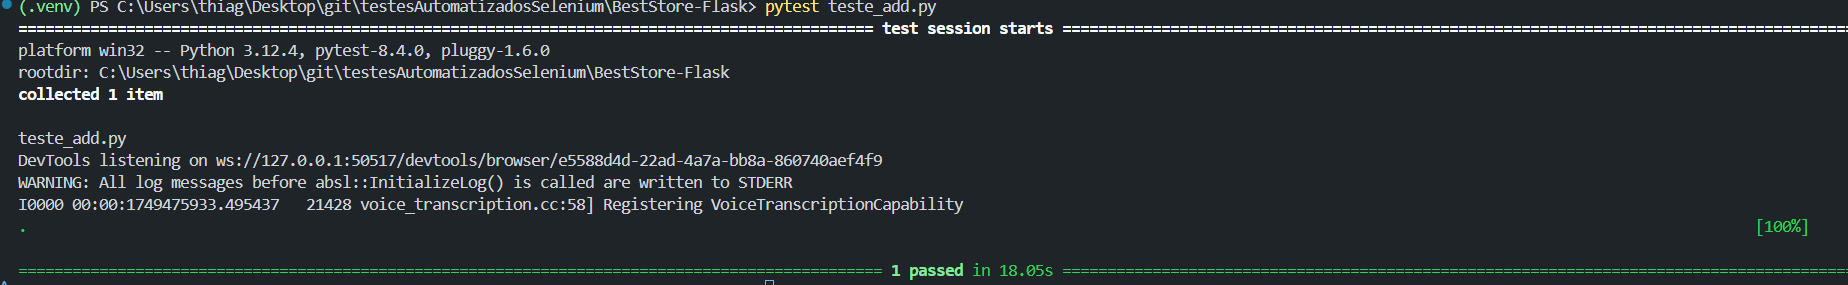 (.venv) PS C:\Users\thiag\Desktop\git\testesAutomatizadosSelenium\BestStore-Flask> pytest teste_add.py
============================================================================================= test session starts =============================================================================================
platform win32 -- Python 3.12.4, pytest-8.4.0, pluggy-1.6.0
rootdir: C:\Users\thiag\Desktop\git\testesAutomatizadosSelenium\BestStore-Flask
collected 1 item
teste_add.py
DevTools listening on ws://127.0.0.1:50517/devtools/browser/e5588d4d-22ad-4a7a-bb8a-860740aef4f9
WARNING: All log messages before absl::InitializeLog() is called are written to STDERR
I0000 00:00:1749475933.495437   21428 voice_transcription.cc:58] Registering VoiceTranscriptionCapability
. [100%]
============================================================================================== 1 passed in 18.05s ==============================================================================================